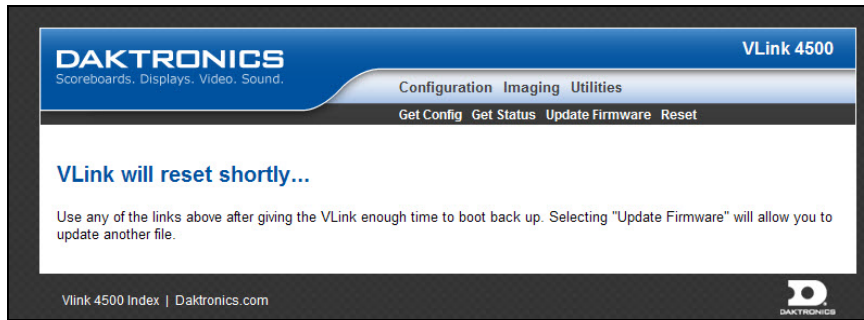 DAKTRONICS
VLink 4500
Scoreboards. Displays. Video. Sound.
Configuration Imaging Utilities
Get Config Get Status Update Firmware Reset
VLink will reset shortly...
Use any of the links above after giving the VLink enough time to boot back up. Selecting "Update Firmware" will allow you to
update another file.
Vlink 4500 Index | Daktronics.com
DAKTRONICS